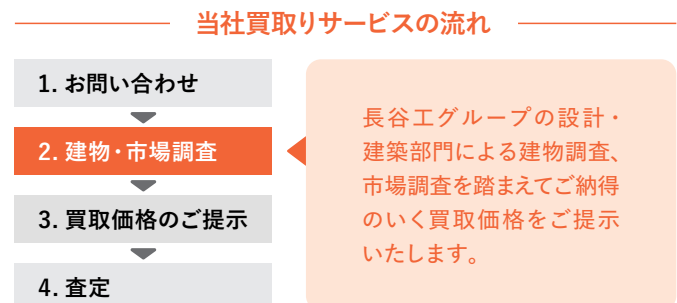 当社買取りサービスの流れ
1. お問い合わせ
2. 建物・市場調査
3. 買取価格のご提示
4. 査定
長谷工グループの設計・
建築部門による建物調査、
市場調査を踏まえてご納得
のいく買取価格をご提示
いたします。